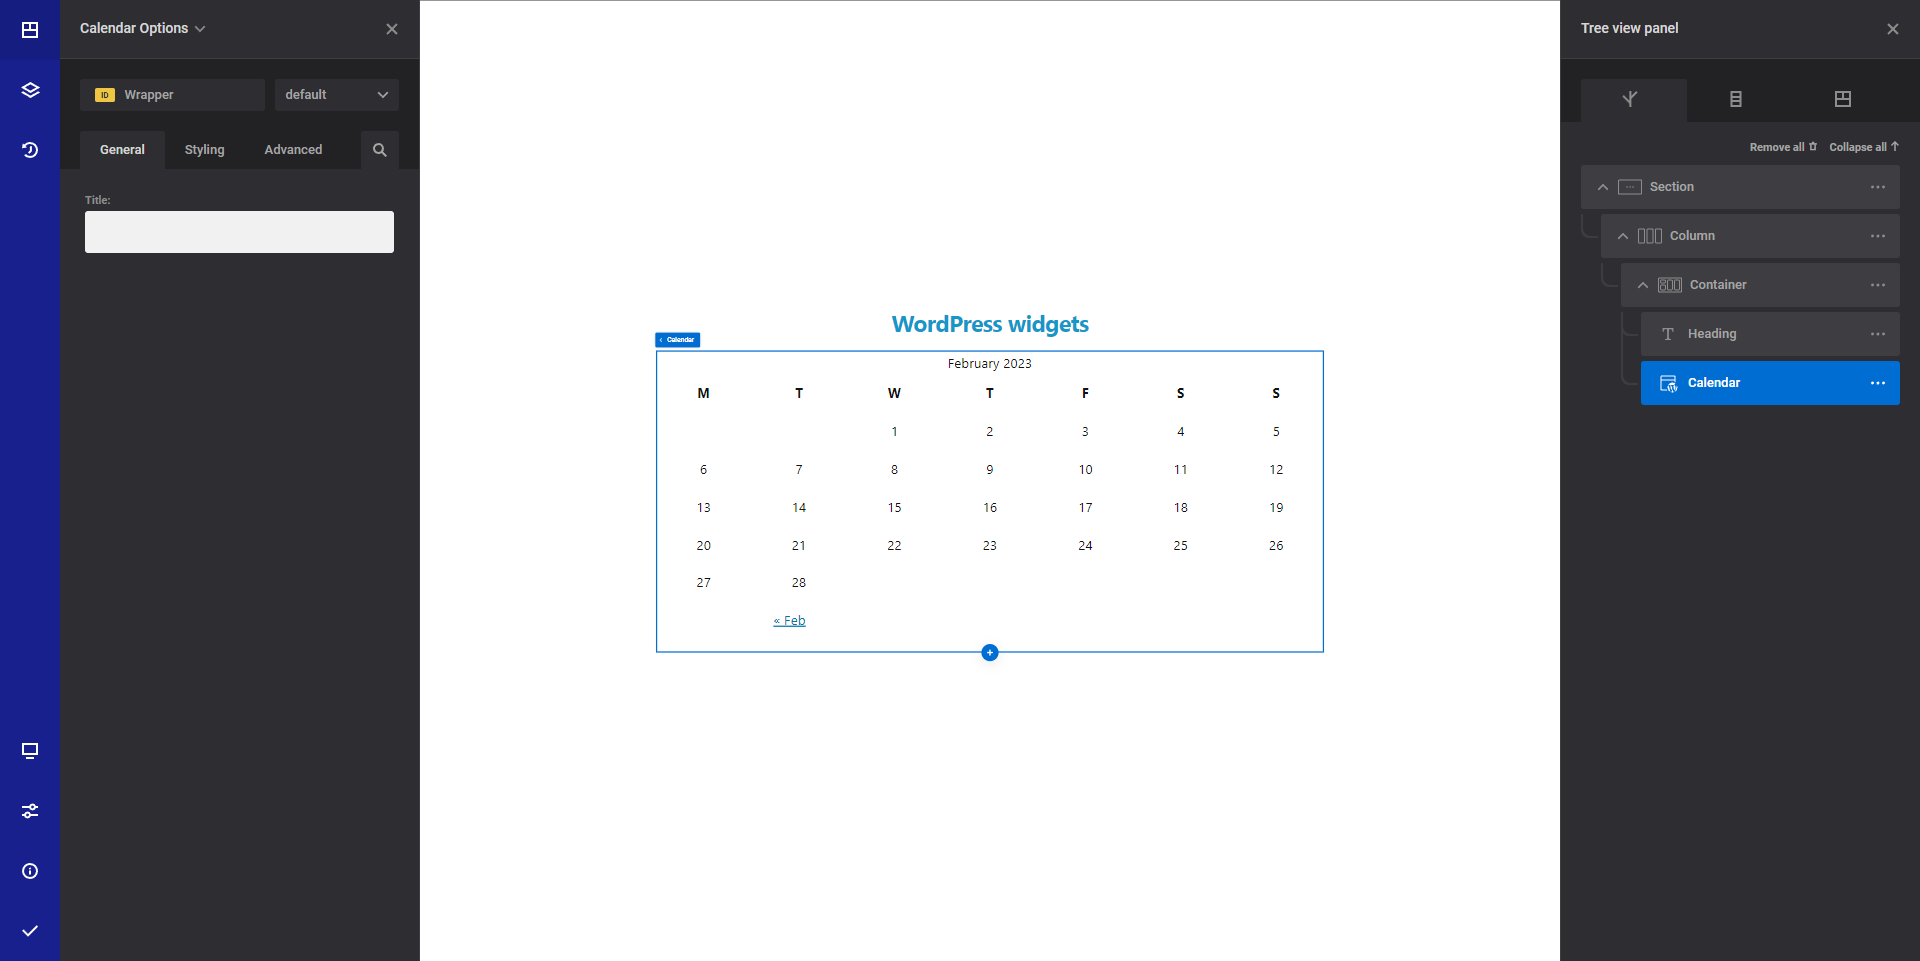 Calendar Options
ID Wrapper
default
General Styling Advanced
Title:
WordPress widgets
‹ Calendar
February 2023
M T W T F S S
1 2 3 4 5
6 7 8 9 10 11 12
13 14 15 16 17 18 19
20 21 22 23 24 25 26
27 28
« Feb
Tree view panel
Remove all Collapse all
Section
Column
Container
Heading
Calendar